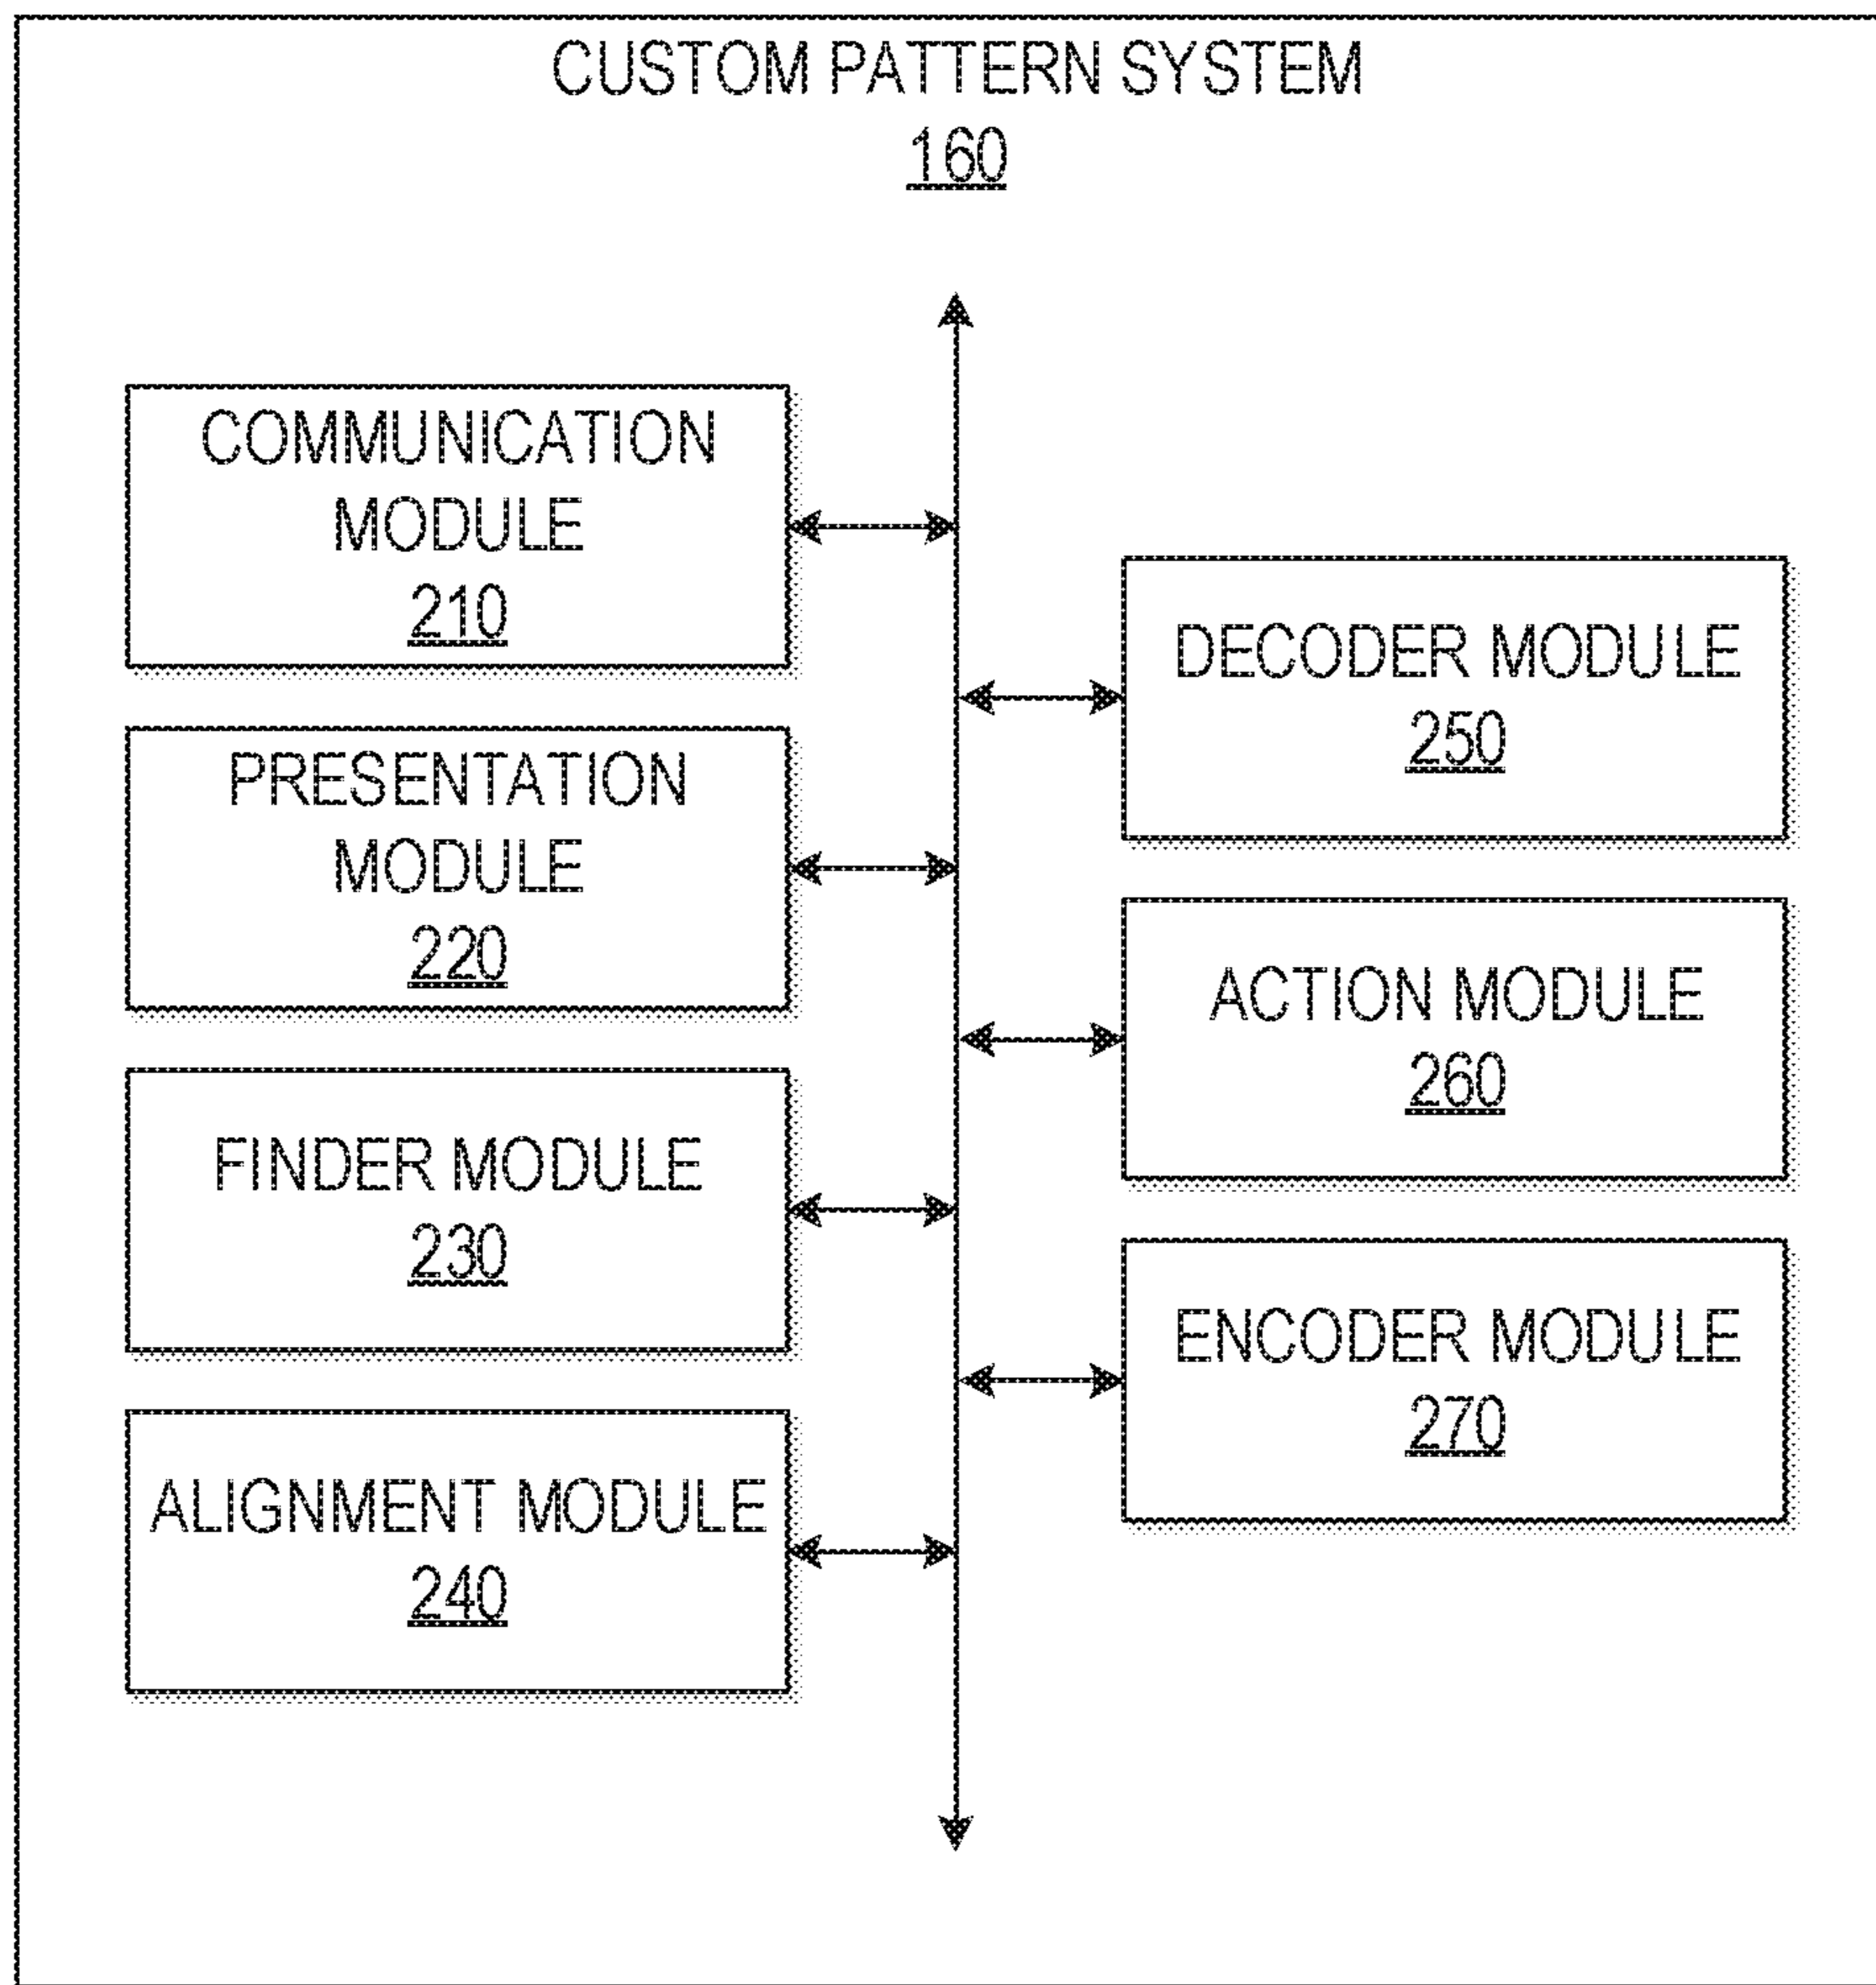 CUSTOM PATTERN SYSTEM
160
COMMUNICATION
MODULE
210
PRESENTATION
MODULE
220
FINDER MODULE
230
ALIGNMENT MODULE
240
DECODER MODULE
250
ACTION MODULE
260
ENCODER MODULE
270